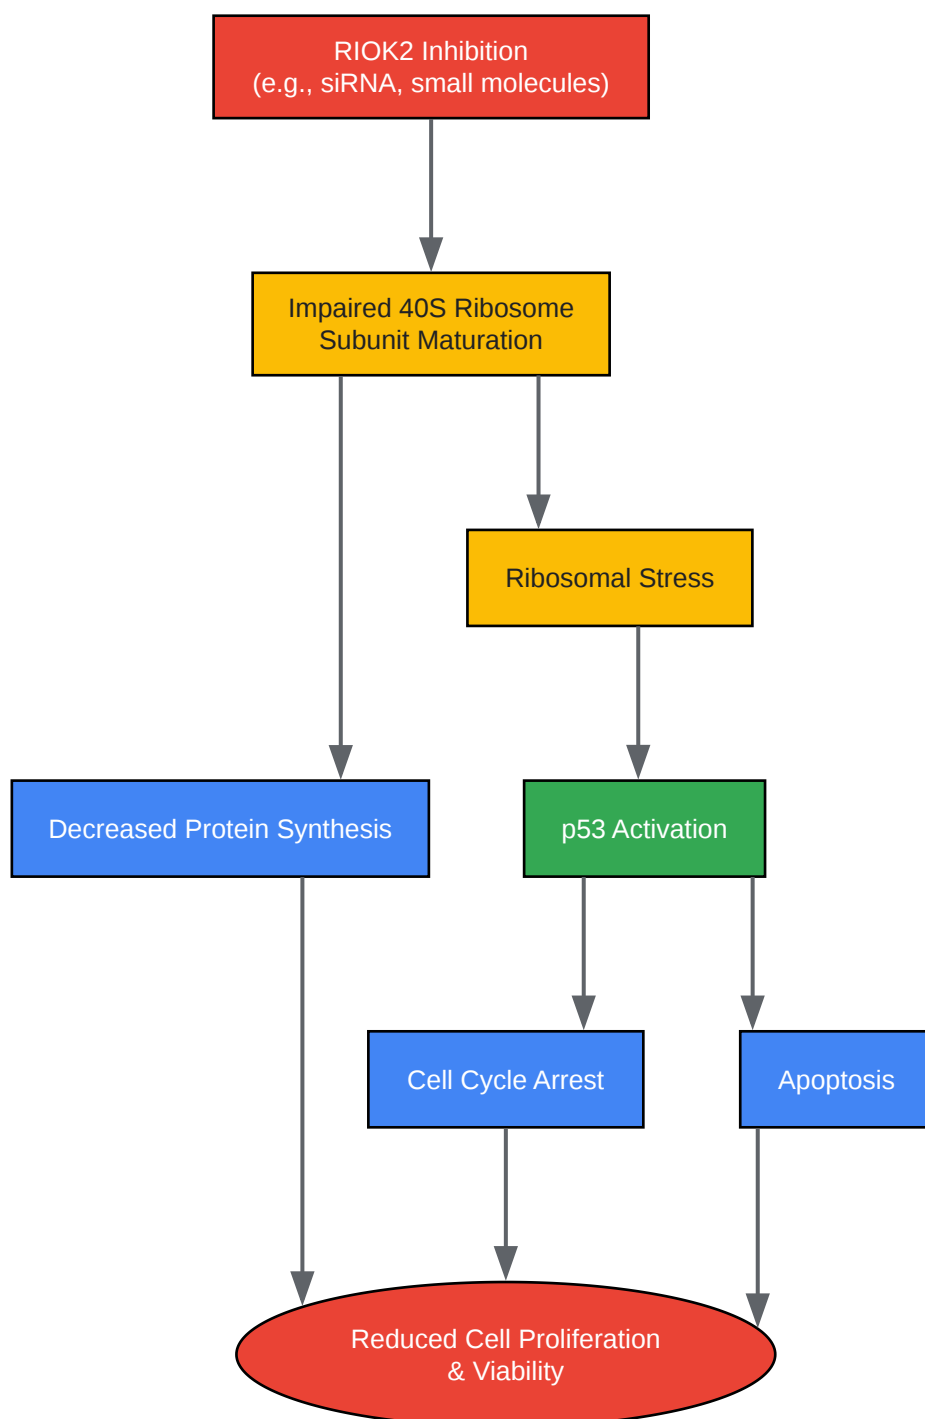 RIOK2 Inhibition
(e.g., siRNA, small molecules)
Impaired 40S Ribosome
Subunit Maturation
Ribosomal Stress
Decreased Protein Synthesis
p53 Activation
Cell Cycle Arrest
Apoptosis
Reduced Cell Proliferation
& Viability